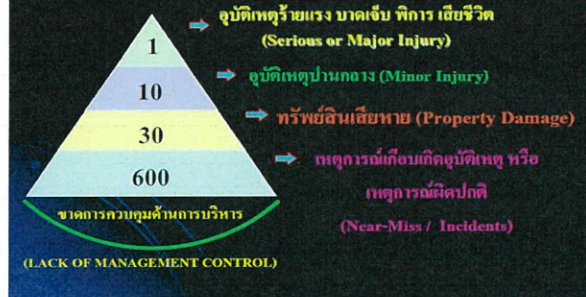 อุบัติเหตุร้ายแรง บาดเจ็บ พิการ เสียชีวิต
(Serious or Major Injury)
1
อุบัติเหตุปานกลาง (Minor Injury)
10
ทรัพย์สินเสียหาย (Property Damage)
30
เหตุการณ์เกือบเกิดอุบัติเหตุ หรือ
600
เหตุการณ์ผิดปกติ
(Near-Miss / Incidents)
ขาดการควบคุมด้านการบริหาร
(LACK OF MANAGEMENT CONTROL)